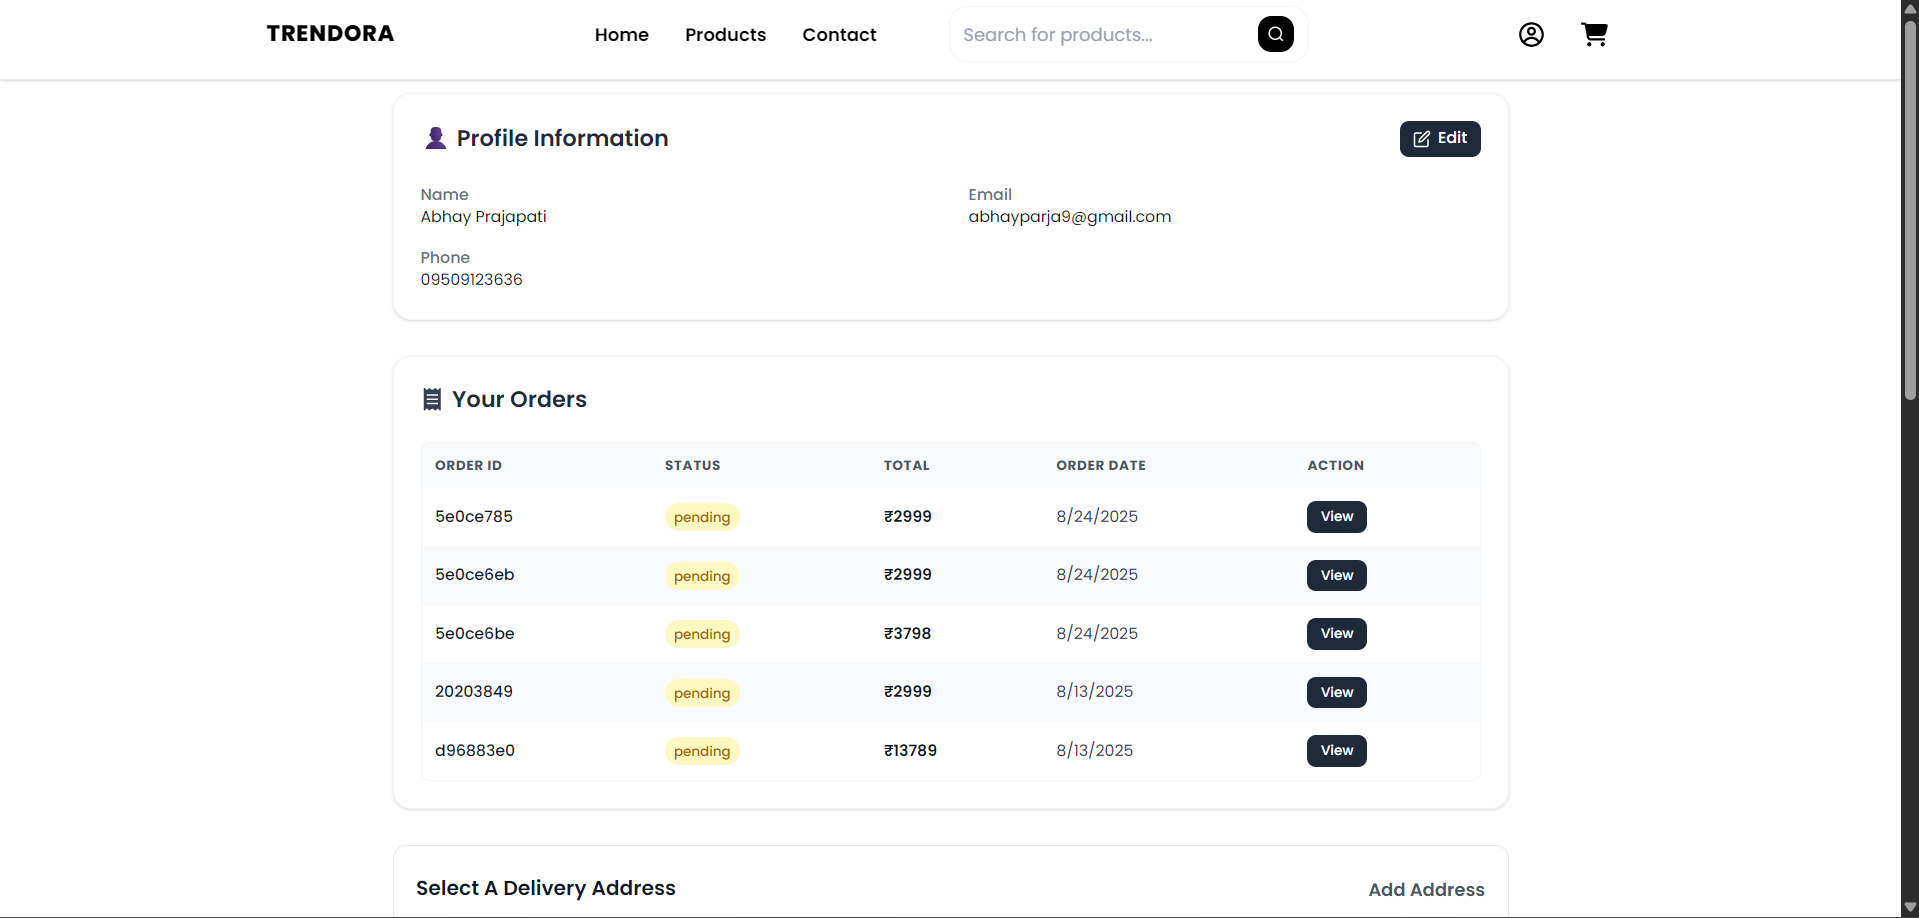 TRENDORA Home Products Contact Search for products...
Profile Information Edit
Name Email
Abhay Prajapati abhayparja9@gmail.com
Phone
09509123636
Your Orders
ORDER ID STATUS TOTAL ORDER DATE ACTION
5e0ce785 pending ₹2999 8/24/2025 View
5e0ce6eb pending ₹2999 8/24/2025 View
5e0ce6be pending ₹3798 8/24/2025 View
20203849 pending ₹2999 8/13/2025 View
d96883e0 pending ₹13789 8/13/2025 View
Select A Delivery Address Add Address